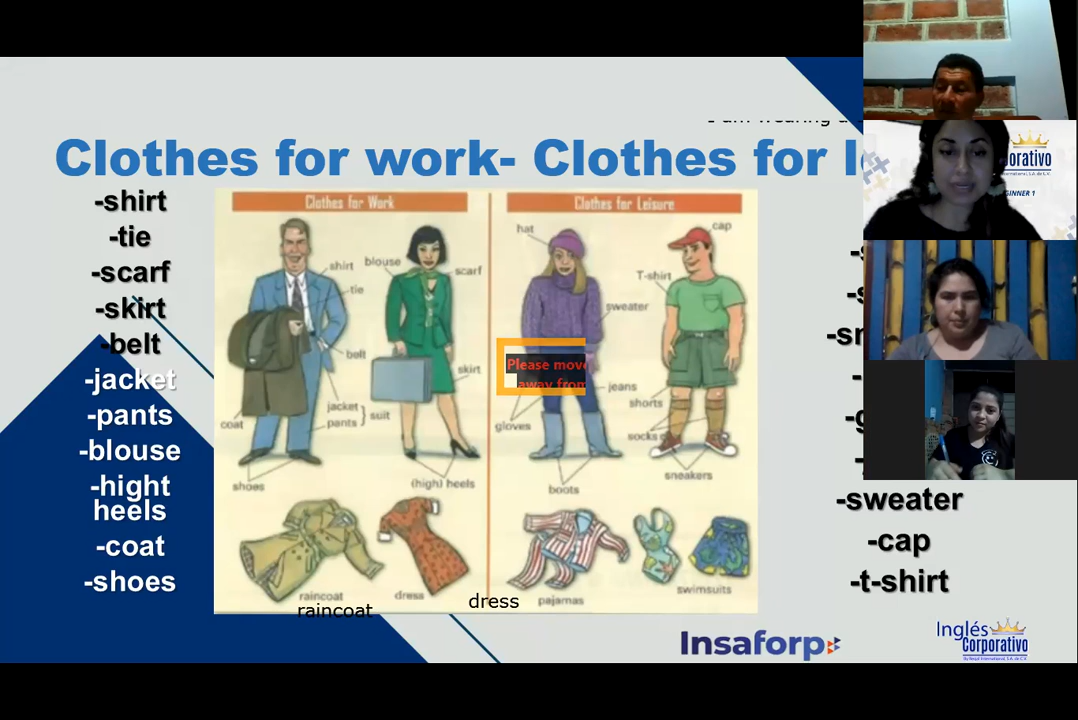 Clothes for work- Clothes for
-shirt
-tie
-scarf
-skirt
-belt
-jacket
-pants
-blouse
-hight
heels
-coat
-shoes
Clothes for Work
shirt
blouse
scarf
tie
belt
skirt
jacket
pants
suit
coat
shoes
(high) heels
raincoat
dress
raincoat
dress
Clothes for Leisure
hat
cap
T-shirt
sweater
Please move
away from
jeans
shorts
gloves
socks
sneakers
boots
pajamas
swimsuits
-sweater
-cap
-t-shirt
Insaforp
Inglés
Corporativo